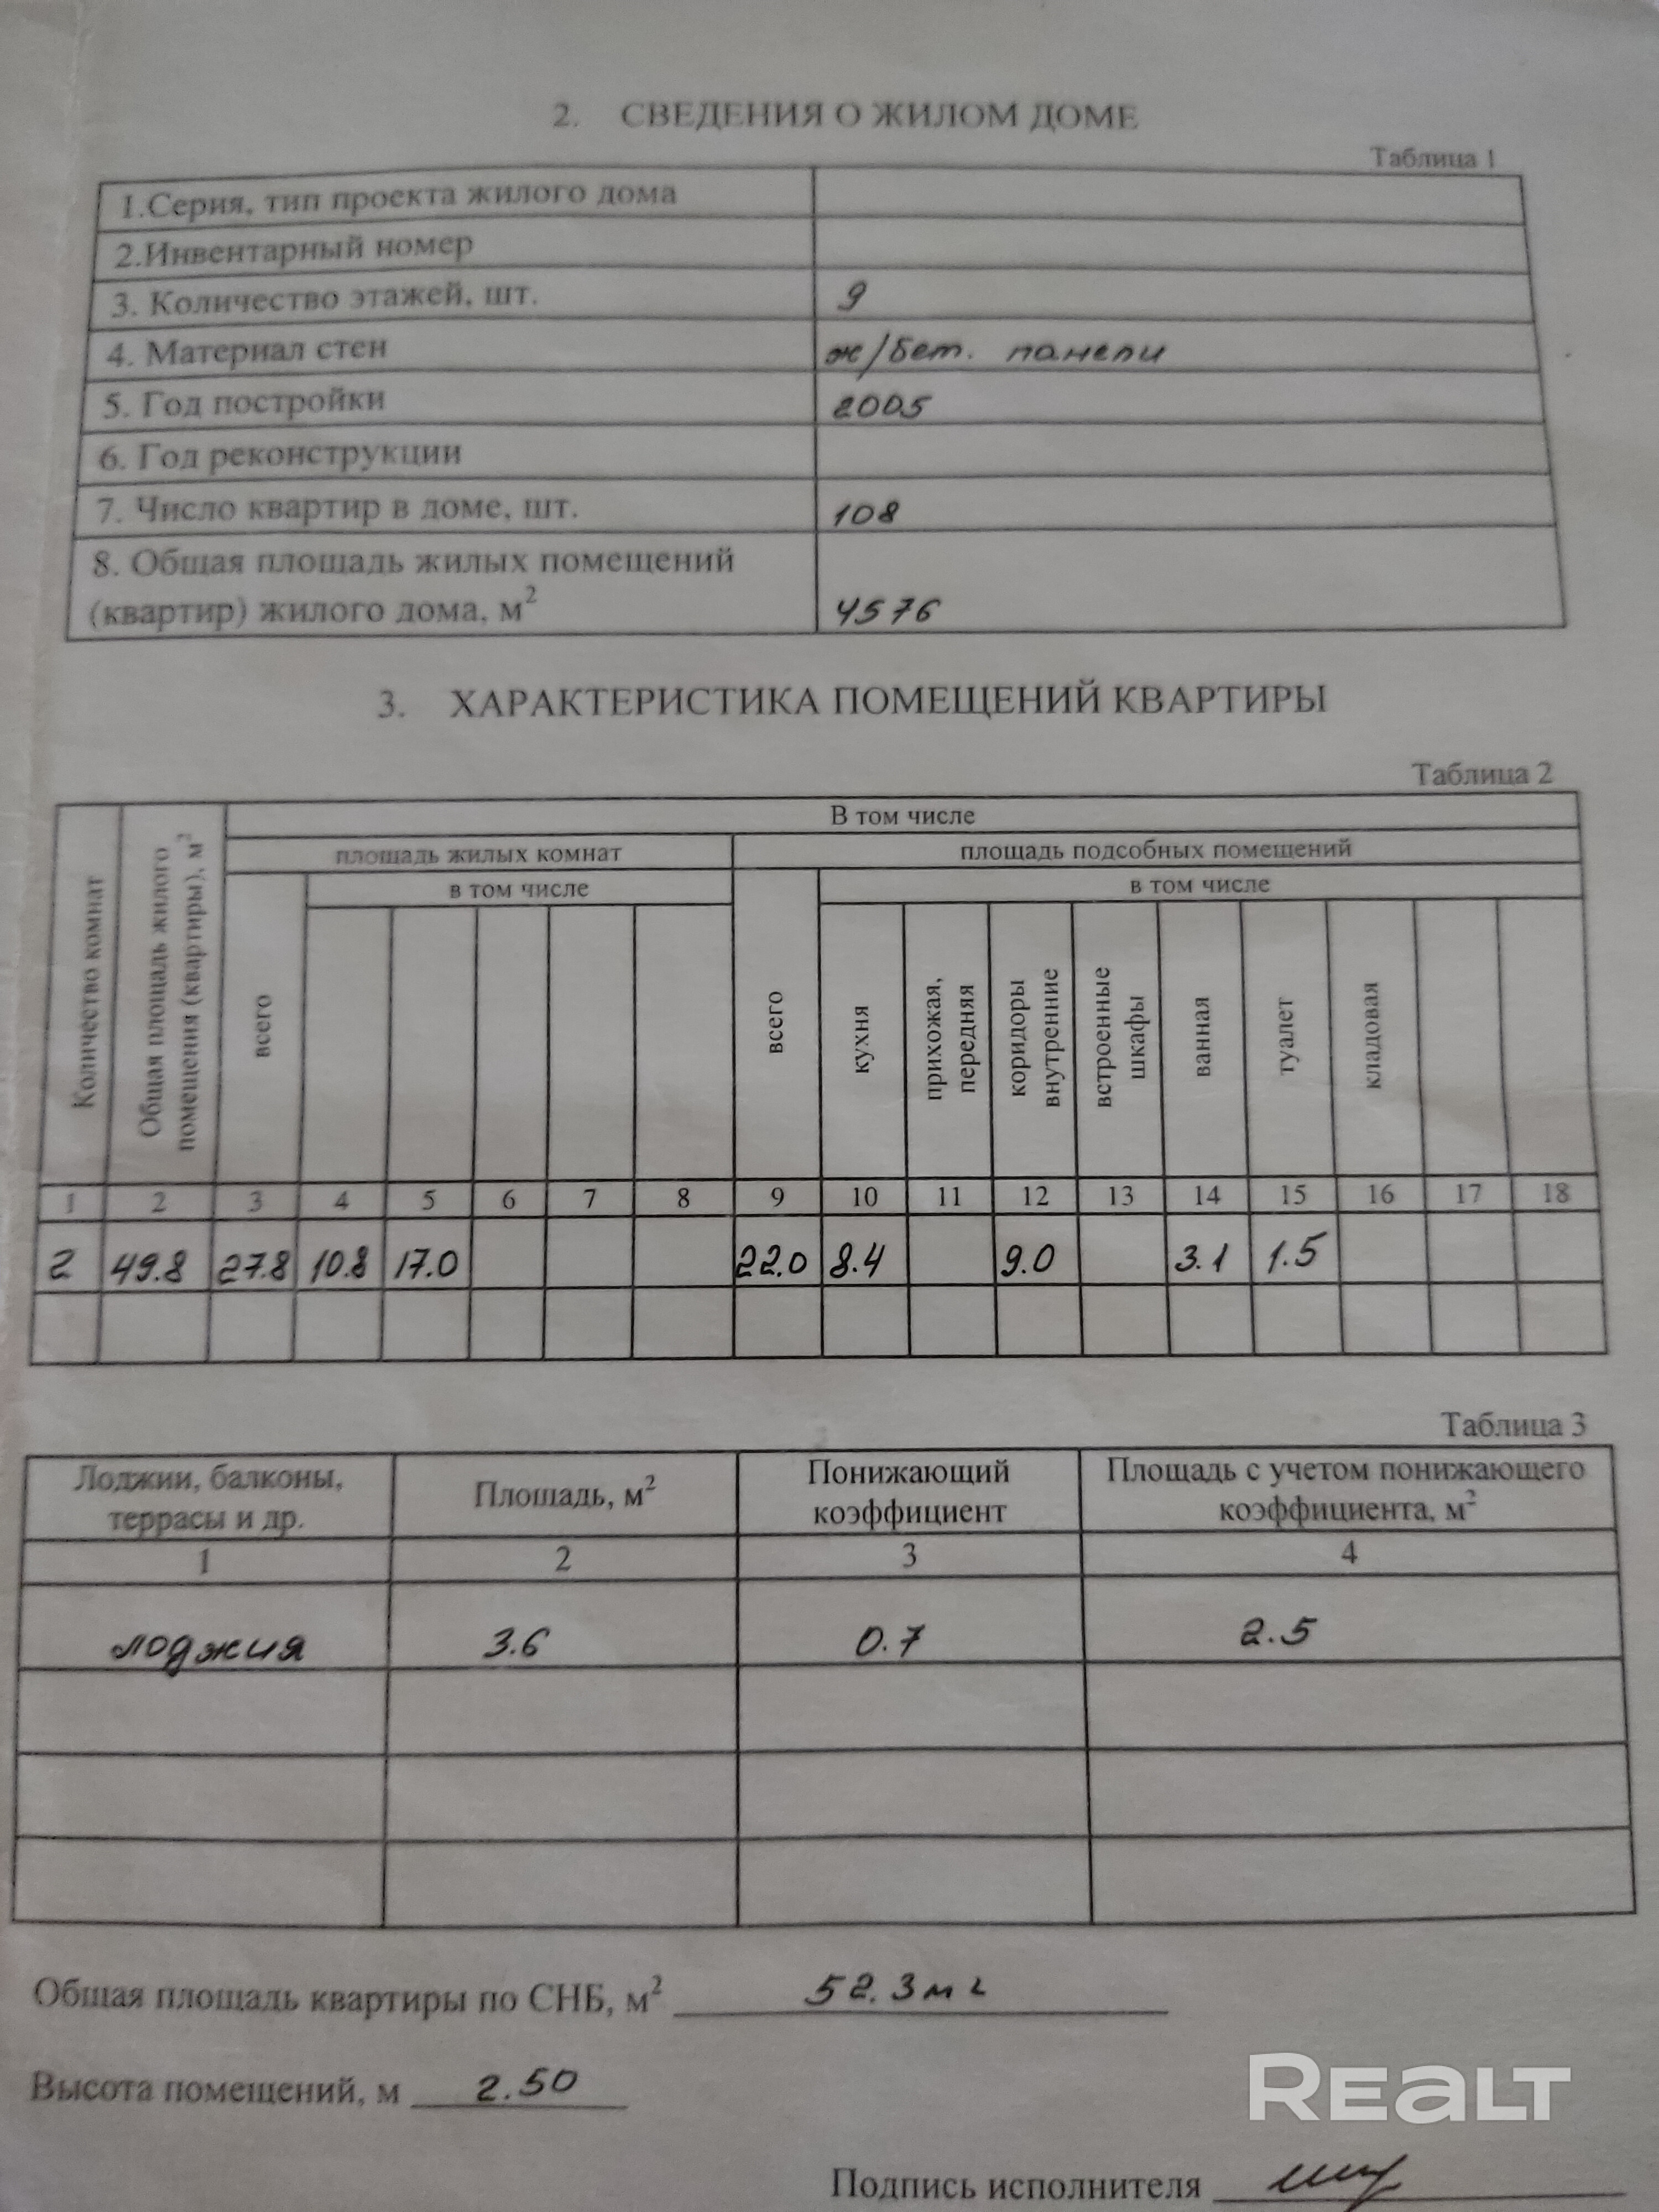 2. СВЕДЕНИЯ О ЖИЛОМ ДОМЕ
Таблица 1
1.Серия, тип проекта жилого дома
2.Инвентарный номер
3. Количество этажей, шт. 9
4. Материал стен ж/бет. панели
5. Год постройки 2005
6. Год реконструкции
7. Число квартир в доме, шт. 108
8. Общая площадь жилых помещений
(квартир) жилого дома, м² 4576
3. ХАРАКТЕРИСТИКА ПОМЕЩЕНИЙ КВАРТИРЫ
Таблица 2
Количество комнат
Общая площадь жилого
помещения (квартиры), м²
В том числе
площадь жилых комнат
площадь подсобных помещений
всего
в том числе
всего
в том числе
кухня
прихожая,
передняя
коридоры
внутренние
встроенные
шкафы
ванная
туалет
кладовая
1 2 3 4 5 6 7 8 9 10 11 12 13 14 15 16 17 18
2 49.8 27.8 10.8 17.0 22.0 8.4 9.0 3.1 1.5
Таблица 3
Лоджии, балконы,
террасы и др.
Площадь, м²
Понижающий
коэффициент
Площадь с учетом понижающего
коэффициента, м²
1 2 3 4
лоджия 3.6 0.7 2.5
Общая площадь квартиры по СНБ, м² 52.3м2
Высота помещений, м 2.50
REALT
Подпись исполнителя